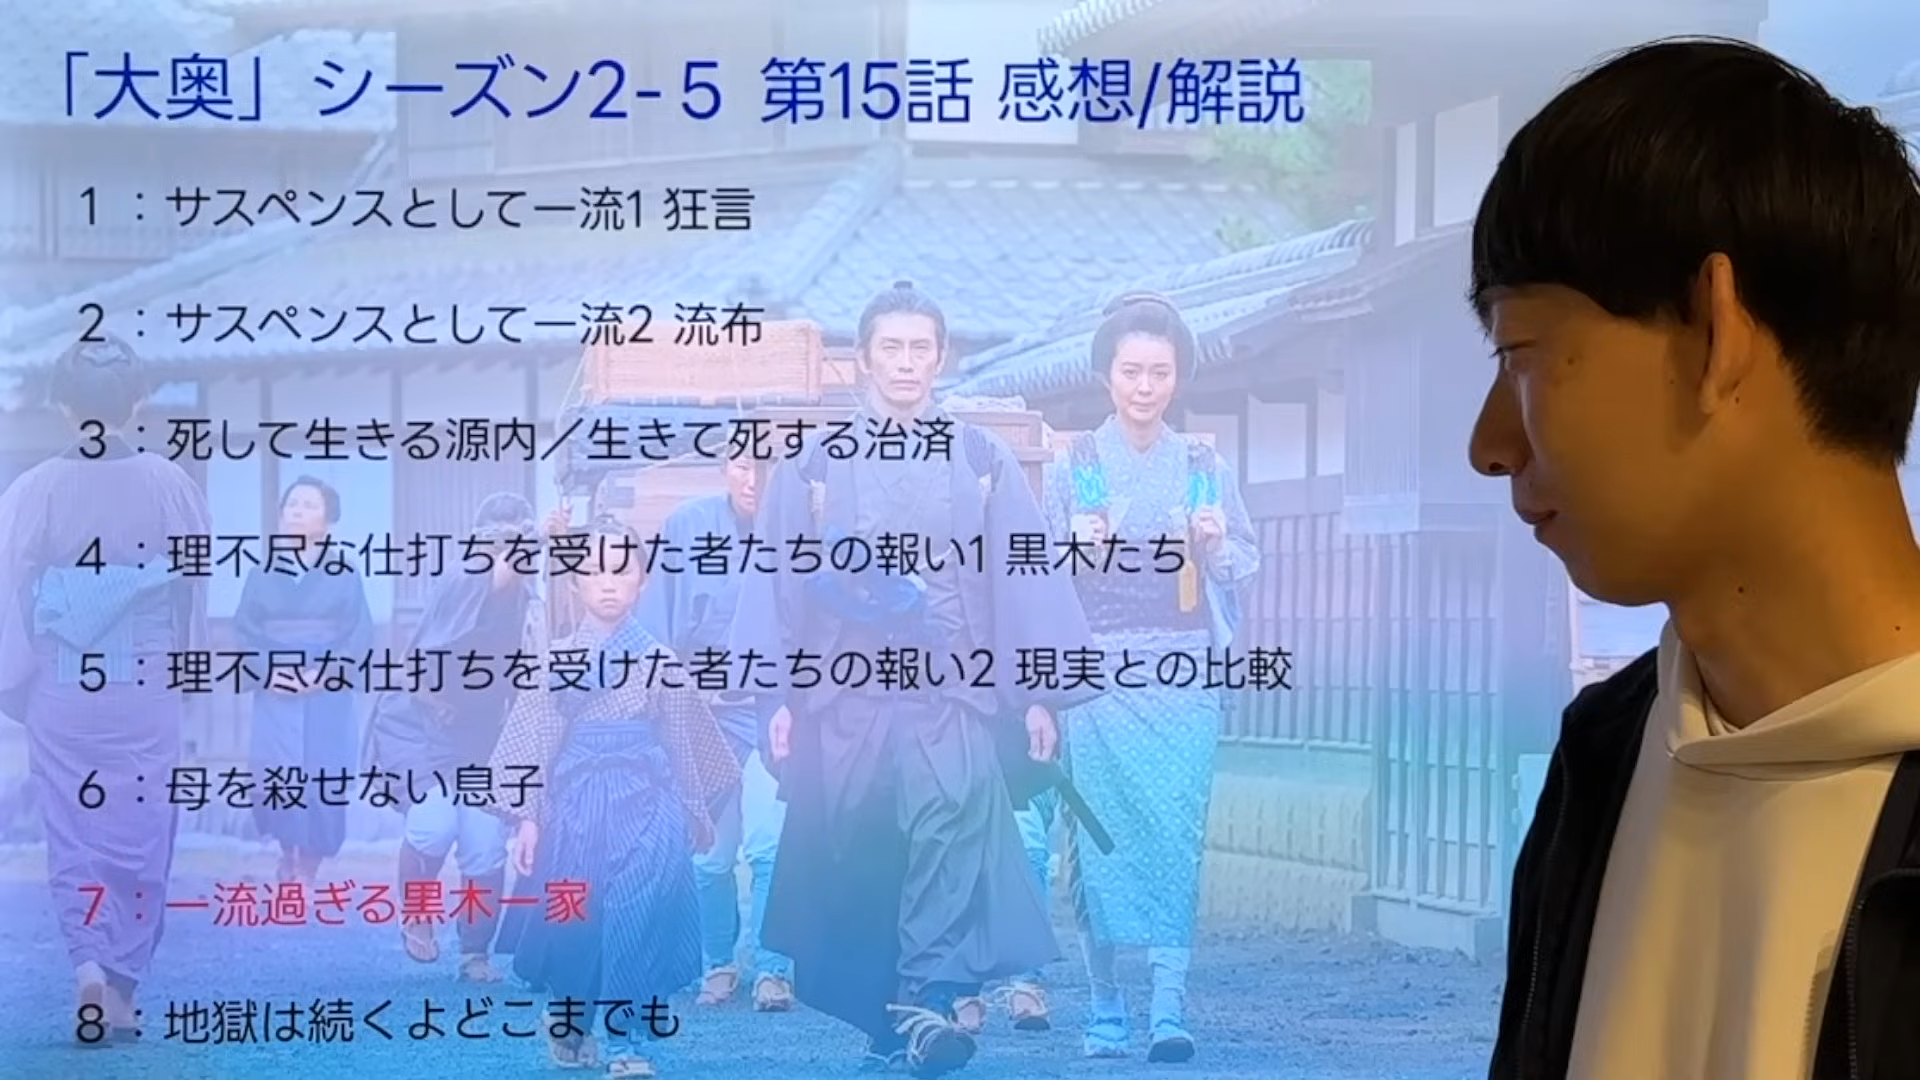 「大奥」シーズン2-5 第15話 感想/解説
1：サスペンスとして一流1 狂言
2：サスペンスとして一流2 流布
3：死して生きる源内／生きて死する治済
4：理不尽な仕打ちを受けた者たちの報い1 黒木たち
5：理不尽な仕打ちを受けた者たちの報い2 現実との比較
6：母を殺せない息子
7：一流過ぎる黒木一家
8：地獄は続くよどこまでも